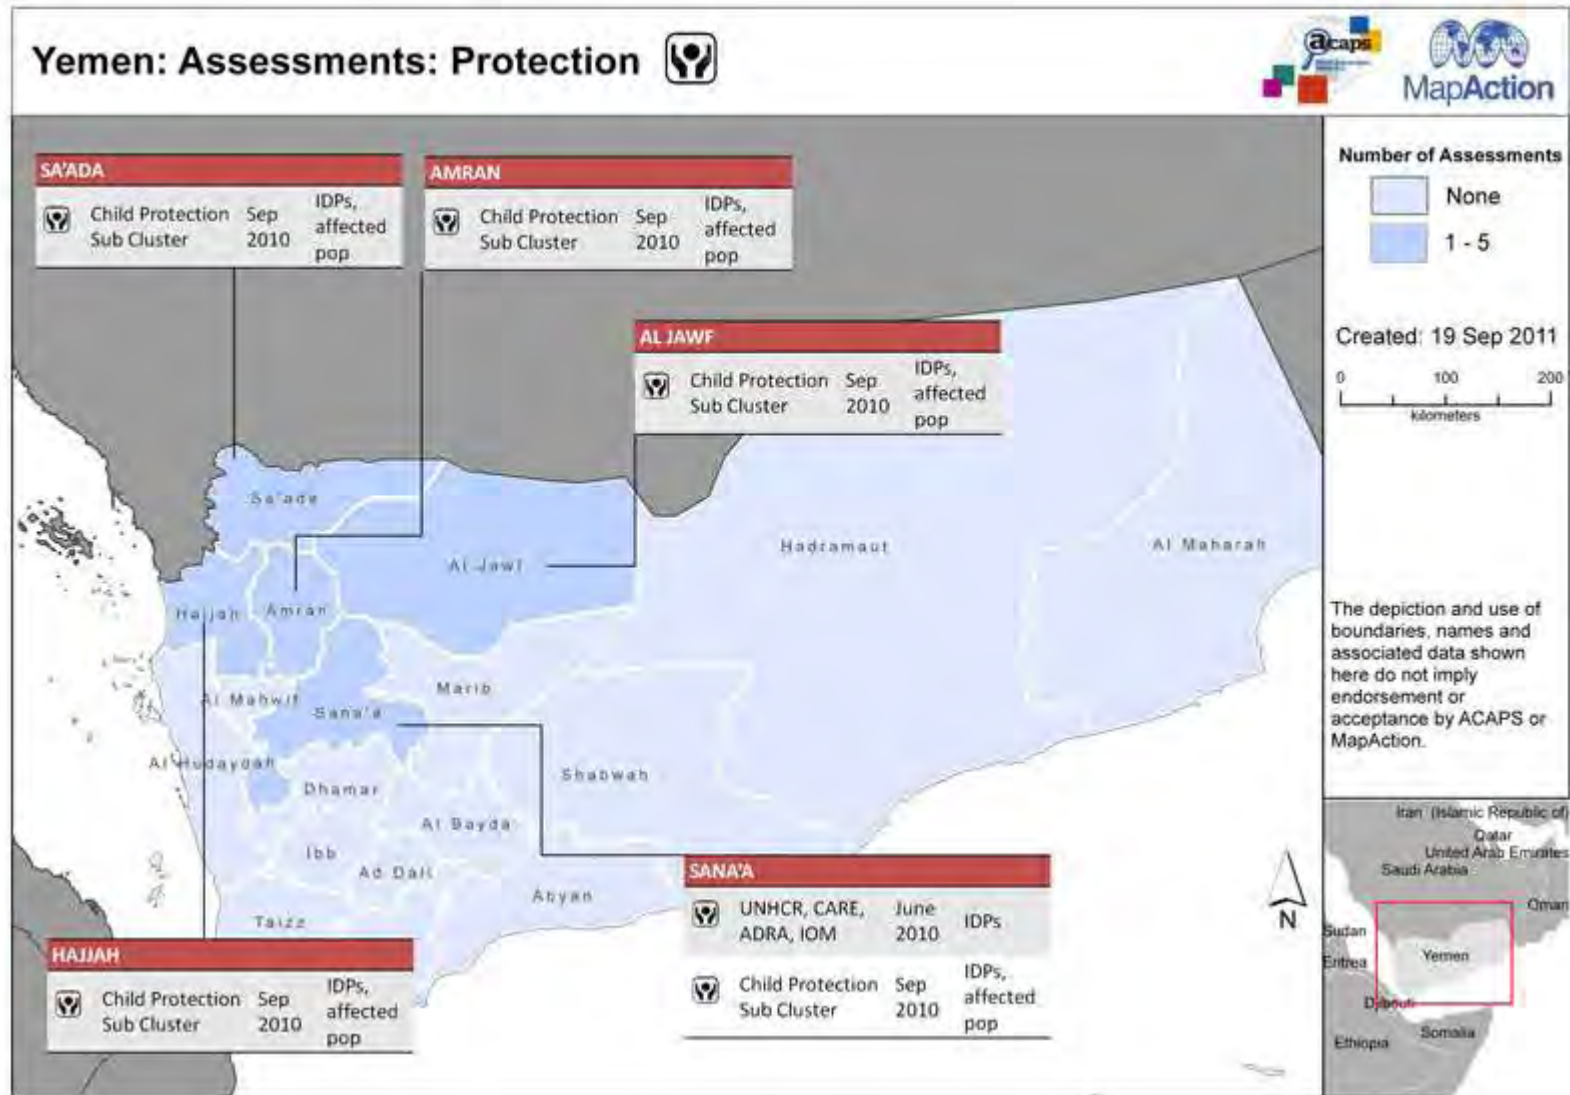 Yemen: Assessments: Protection
acaps
MapAction
SA'ADA
Child Protection Sub Cluster
Sep 2010
IDPs, affected pop
AMRAN
Child Protection Sub Cluster
Sep 2010
IDPs, affected pop
AL JAWF
Child Protection Sub Cluster
Sep 2010
IDPs, affected pop
Number of Assessments
None
1 - 5
Created: 19 Sep 2011
0 100 200
kilometers
Sa'ade
Al Jawf
Hadramaut
Al Maharah
Hajjah
Amran
Al Mahwit
Marib
Sana'a
Al Hudaydah
Dhamar
Shabwah
Al Bayda'
Ibb
Ad Dali
Abyan
Taizz
The depiction and use of
boundaries, names and
associated data shown
here do not imply
endorsement or
acceptance by ACAPS or
MapAction.
HAJJAH
Child Protection Sub Cluster
Sep 2010
IDPs, affected pop
SANA'A
UNHCR, CARE, ADRA, IOM
June 2010
IDPs
Child Protection Sub Cluster
Sep 2010
IDPs, affected pop
N
Iran (Islamic Republic of)
Qatar
United Arab Emirates
Saudi Arabia
Oman
Sudan
Eritrea
Yemen
Djibouti
Somalia
Ethiopia